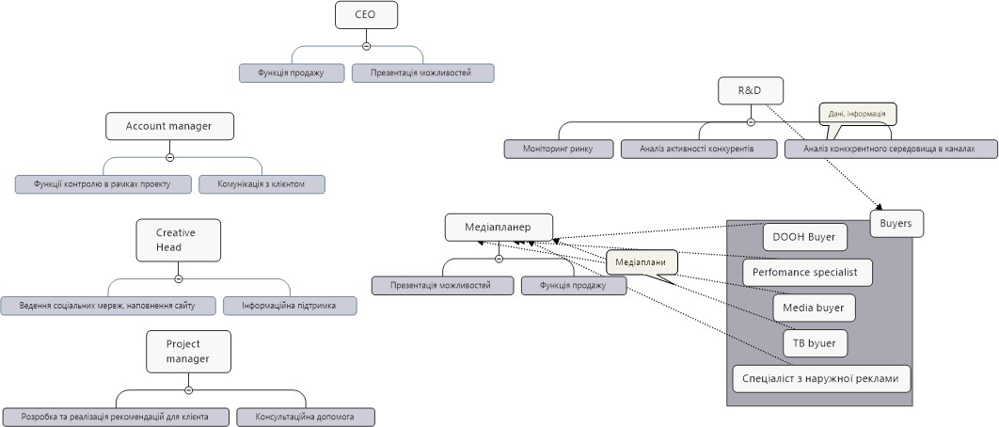 CEO
Функція продажу
Презентація можливостей
R&D
Дані, інформація
Моніторинг ринку
Аналіз активності конкурентів
Аналіз конккрентного середовища в каналах
Account manager
Функції контролю в рамках проекту
Комунікація з клієнтом
Creative
Head
Ведення соціальних мереж, наповнення сайту
Інформаційна підтримка
Медіапланер
Презентація можливостей
Функція продажу
Медіаплани
Buyers
DOOH Buyer
Perfomance specialist
Media buyer
ТВ byuer
Спеціаліст з наружної реклами
Project
manager
Розробка та реалізація рекомендацій для клієнта
Консультаційна допомога